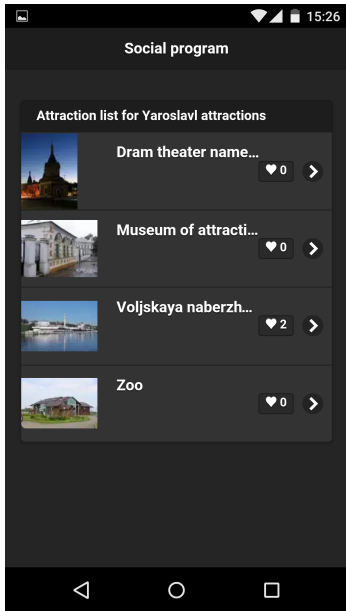 15:26
Social program
Attraction list for Yaroslavl attractions
Dram theater name...
0
Museum of attracti...
0
Voljskaya naberzh...
2
Zoo
0